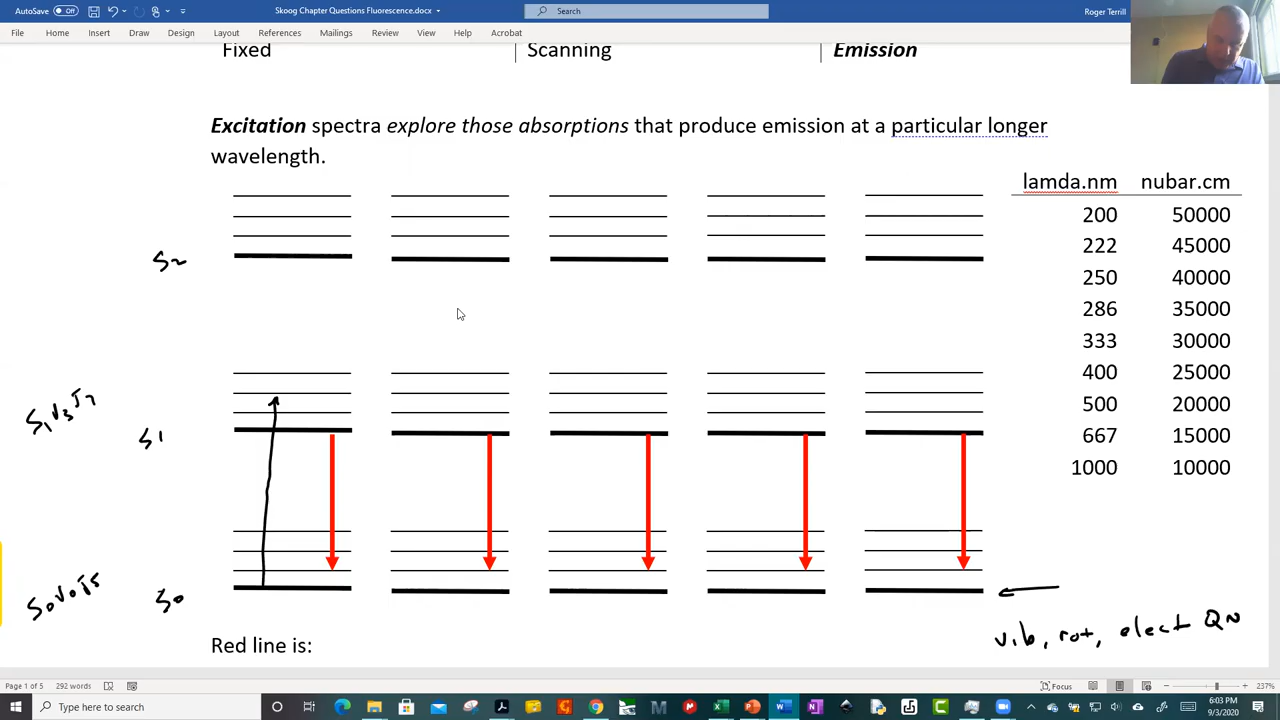 AutoSave Off Skoog Chapter Questions Fluorescence.docx Search Roger Terrill
File Home Insert Draw Design Layout References Mailings Review View Help Acrobat
Fixed Scanning Emission
Excitation spectra explore those absorptions that produce emission at a particular longer
wavelength.
lamda.nm nubar.cm
200 50000
222 45000
250 40000
286 35000
333 30000
400 25000
500 20000
667 15000
1000 10000
S2
S1V3J7
S1
S0V0J5
S0
vib, rot, elect QN
Red line is:
Page 1 of 5 292 words Focus 237%
Type here to search 6:03 PM
9/3/2020